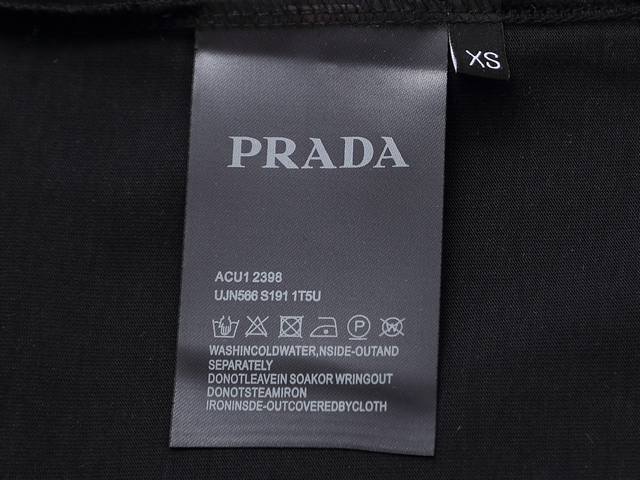 XS
PRADA
ACU1 2398
UJN566 S191 1T5U
P
WASHINCOLDWATER,NSIDE-OUTAND
SEPARATELY
DONOTLEAVEIN SOAKOR WRINGOUT
DONOTSTEAMIRON
IRONINSDE-OUTCOVEREDBYCLOTH